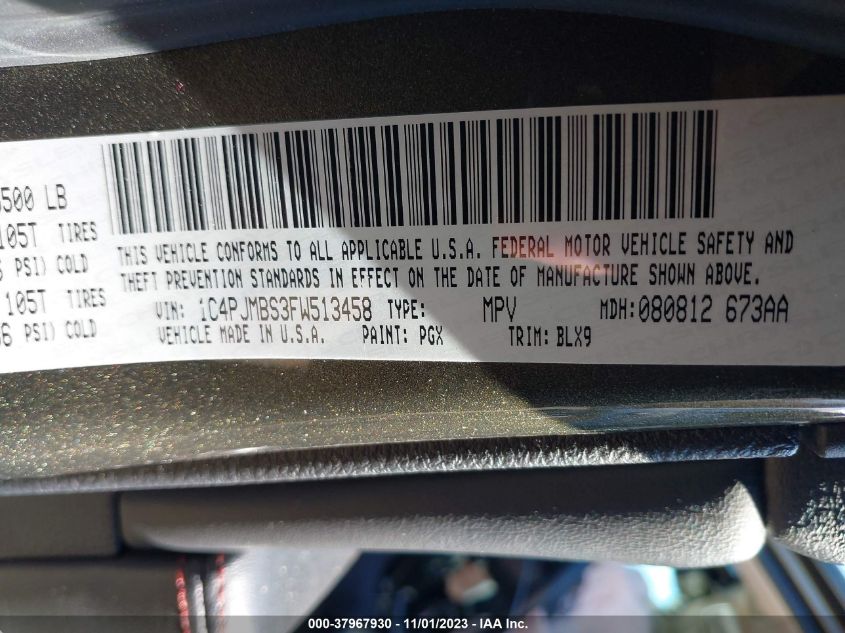 500 LB
105T TIRES
PSI) COLD
105T TIRES
PSI) COLD
THIS VEHICLE CONFORMS TO ALL APPLICABLE U.S.A. FEDERAL MOTOR VEHICLE SAFETY AND
THEFT PREVENTION STANDARDS IN EFFECT ON THE DATE OF MANUFACTURE SHOWN ABOVE.
VIN: 1C4PJMBS3FW513458 TYPE: MPV MDH:080812 673AA
VEHICLE MADE IN U.S.A. PAINT: PGX TRIM: BLX9
000-37967930 - 11/01/2023 - IAA Inc.